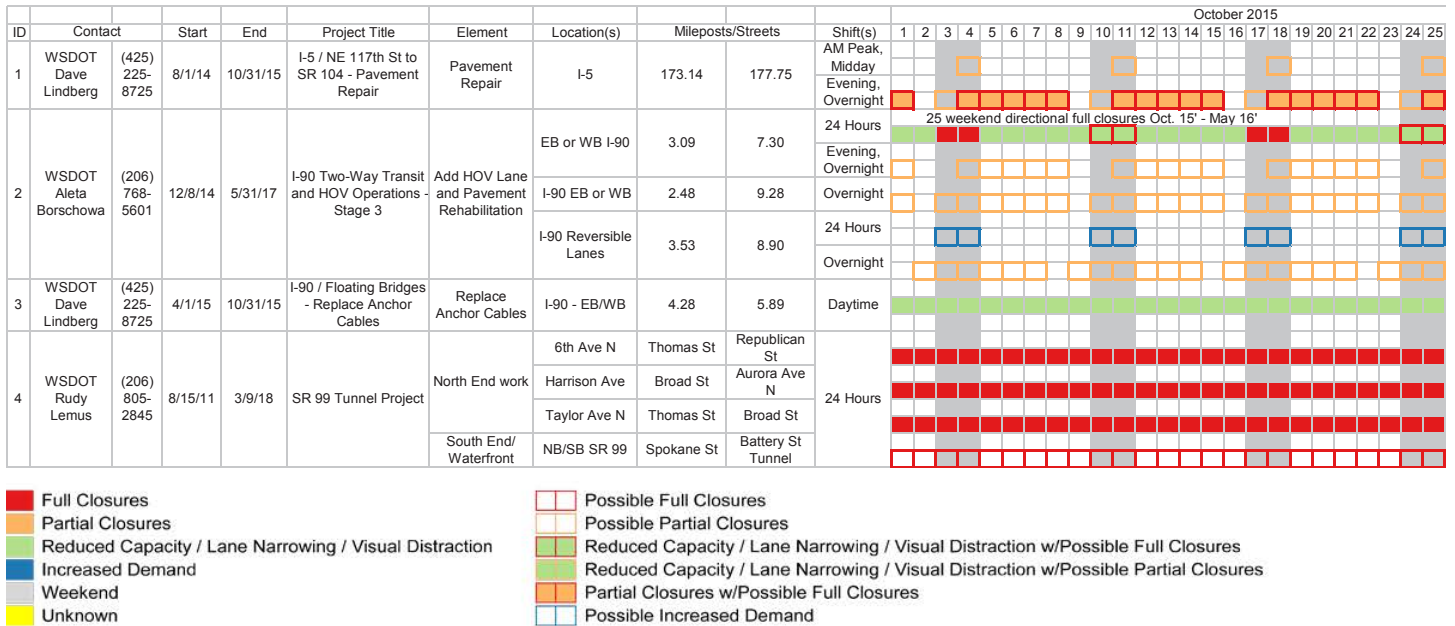 October 2015
ID Contact Start End Project Title Element Location(s) Mileposts/Streets Shift(s) 1 2 3 4 5 6 7 8 9 10 11 12 13 14 15 16 17 18 19 20 21 22 23 24 25
1
WSDOT
Dave
Lindberg
(425)
225-
8725
8/1/14
10/31/15
I-5 / NE 117th St to
SR 104 - Pavement
Repair
Pavement
Repair
I-5
173.14
177.75
AM Peak,
Midday
Evening,
Overnight
2
WSDOT
Aleta
Borschowa
(206)
768-
5601
12/8/14
5/31/17
I-90 Two-Way Transit
and HOV Operations -
Stage 3
Add HOV Lane
and Pavement
Rehabilitation
EB or WB I-90
3.09
7.30
24 Hours
25 weekend directional full closures Oct. 15' - May 16'
Evening,
Overnight
I-90 EB or WB
2.48
9.28
Overnight
I-90 Reversible
Lanes
3.53
8.90
24 Hours
Overnight
3
WSDOT
Dave
Lindberg
(425)
225-
8725
4/1/15
10/31/15
I-90 / Floating Bridges
- Replace Anchor
Cables
Replace
Anchor Cables
I-90 - EB/WB
4.28
5.89
Daytime
4
WSDOT
Rudy
Lemus
(206)
805-
2845
8/15/11
3/9/18
SR 99 Tunnel Project
North End work
6th Ave N
Thomas St
Republican
St
24 Hours
Harrison Ave
Broad St
Aurora Ave
N
Taylor Ave N
Thomas St
Broad St
South End/
Waterfront
NB/SB SR 99
Spokane St
Battery St
Tunnel
Full Closures
Partial Closures
Reduced Capacity / Lane Narrowing / Visual Distraction
Increased Demand
Weekend
Unknown
Possible Full Closures
Possible Partial Closures
Reduced Capacity / Lane Narrowing / Visual Distraction w/Possible Full Closures
Reduced Capacity / Lane Narrowing / Visual Distraction w/Possible Partial Closures
Partial Closures w/Possible Full Closures
Possible Increased Demand